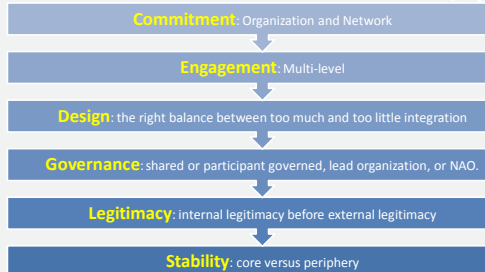 Commitment: Organization and Network
Engagement: Multi-level
Design: the right balance between too much and too little integration
Governance: shared or participant governed, lead organization, or NAO.
Legitimacy: internal legitimacy before external legitimacy
Stability: core versus periphery